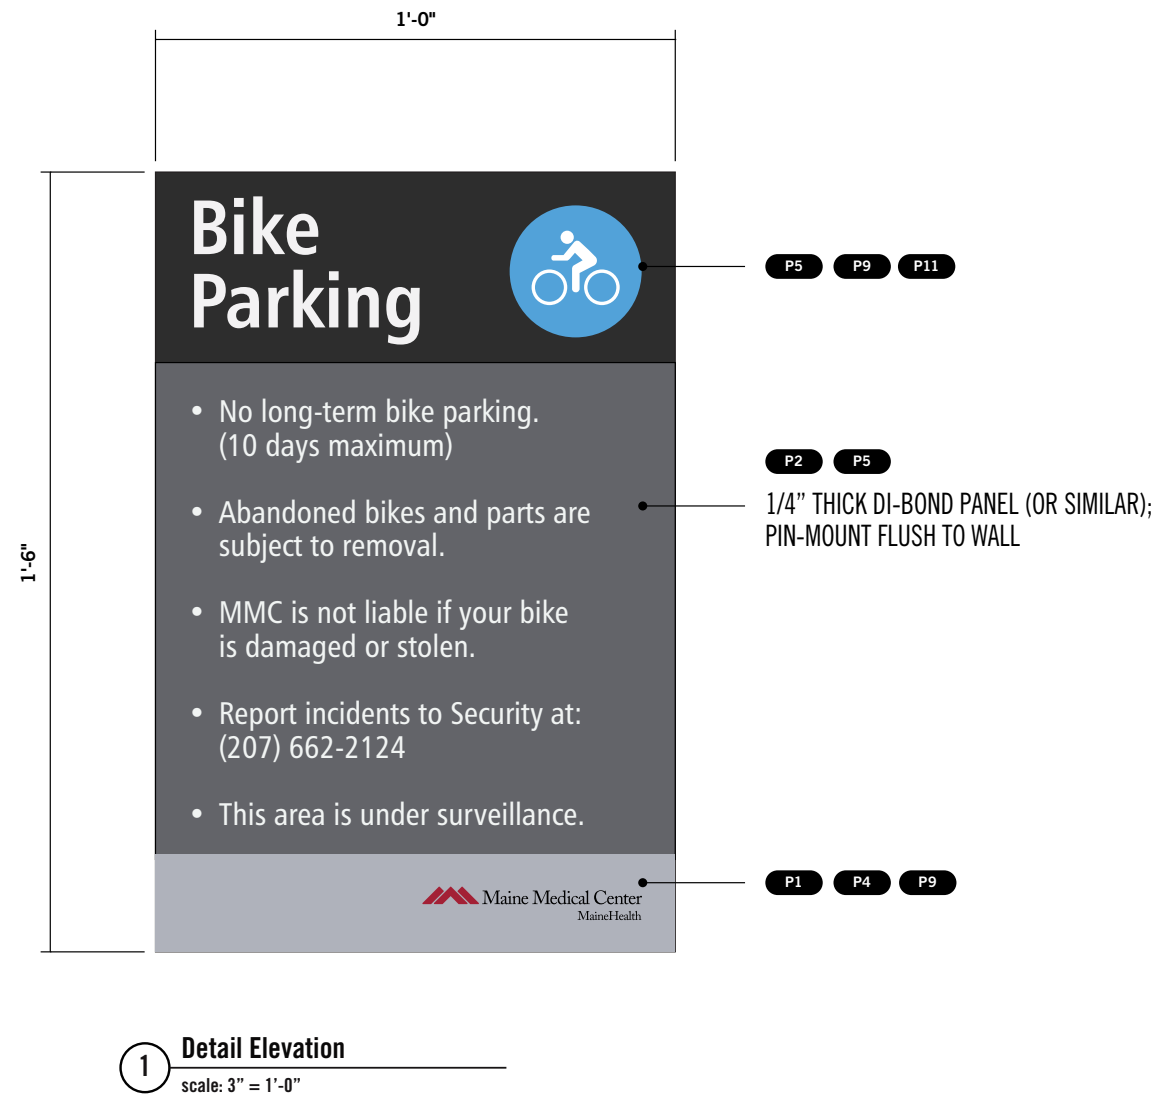 1'-0"
Bike
Parking
P5 P9 P11
• No long-term bike parking.
(10 days maximum)
P2 P5
• Abandoned bikes and parts are
subject to removal.
1/4” THICK DI-BOND PANEL (OR SIMILAR);
PIN-MOUNT FLUSH TO WALL
1'-6"
• MMC is not liable if your bike
is damaged or stolen.
• Report incidents to Security at:
(207) 662-2124
• This area is under surveillance.
Maine Medical Center
MaineHealth
P1 P4 P9
1
Detail Elevation
scale: 3” = 1’-0”